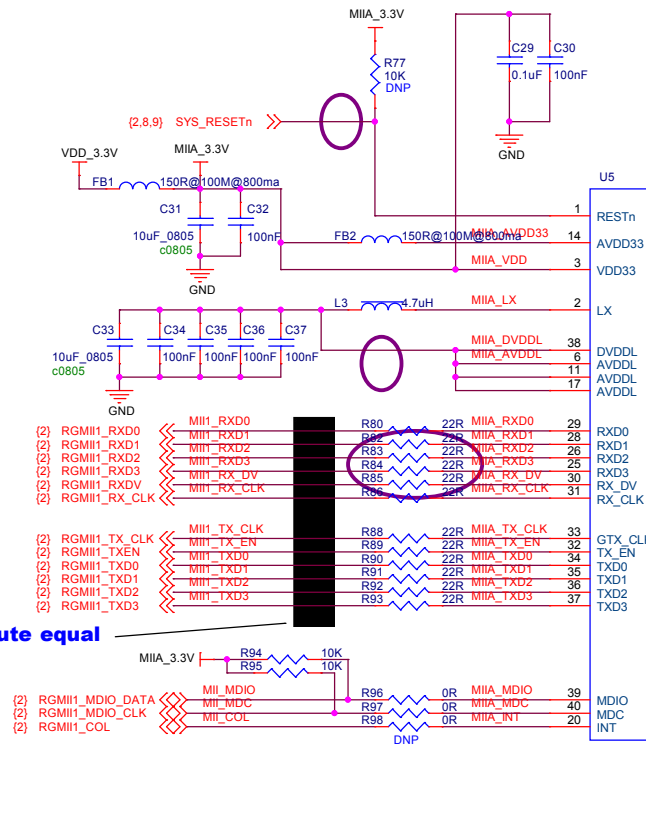 MIIA_3.3V
R77
10K
DNP
C29
0.1uF
C30
100nF
GND
{2,8,9} SYS_RESETn
VDD_3.3V
MIIA_3.3V
FB1
150R@100M@800ma
C31
10uF_0805
c0805
C32
100nF
GND
FB2
150R@100M@800ma
U5
1 RESTn
MIIA_AVDD33 14 AVDD33
MIIA_VDD 3 VDD33
L3 4.7uH MIIA_LX 2 LX
C33
10uF_0805
c0805
C34
100nF
C35
100nF
C36
100nF
C37
100nF
GND
MIIA_DVDDL 38 DVDDL
MIIA_AVDDL 6 AVDDL
11 AVDDL
17 AVDDL
{2} RGMII1_RXD0 MII1_RXD0 R80 22R MIIA_RXD0 29 RXD0
{2} RGMII1_RXD1 MII1_RXD1 R82 22R MIIA_RXD1 28 RXD1
{2} RGMII1_RXD2 MII1_RXD2 R83 22R MIIA_RXD2 26 RXD2
{2} RGMII1_RXD3 MII1_RXD3 R84 22R MIIA_RXD3 25 RXD3
{2} RGMII1_RXDV MII1_RX_DV R85 22R MIIA_RX_DV 30 RX_DV
{2} RGMII1_RX_CLK MII1_RX_CLK R86 22R MIIA_RX_CLK 31 RX_CLK
{2} RGMII1_TX_CLK MII1_TX_CLK R88 22R MIIA_TX_CLK 33 GTX_CL
{2} RGMII1_TXEN MII1_TX_EN R89 22R MIIA_TX_EN 32 TX_EN
{2} RGMII1_TXD0 MII1_TXD0 R90 22R MIIA_TXD0 34 TXD0
{2} RGMII1_TXD1 MII1_TXD1 R91 22R MIIA_TXD1 35 TXD1
{2} RGMII1_TXD2 MII1_TXD2 R92 22R MIIA_TXD2 36 TXD2
{2} RGMII1_TXD3 MII1_TXD3 R93 22R MIIA_TXD3 37 TXD3
ute equal
MIIA_3.3V
R94 10K
R95 10K
{2} RGMII1_MDIO_DATA MII_MDIO R96 0R MIIA_MDIO 39 MDIO
{2} RGMII1_MDIO_CLK MII_MDC R97 0R MIIA_MDC 40 MDC
{2} RGMII1_COL MII_COL R98 0R MIIA_INT 20 INT
DNP